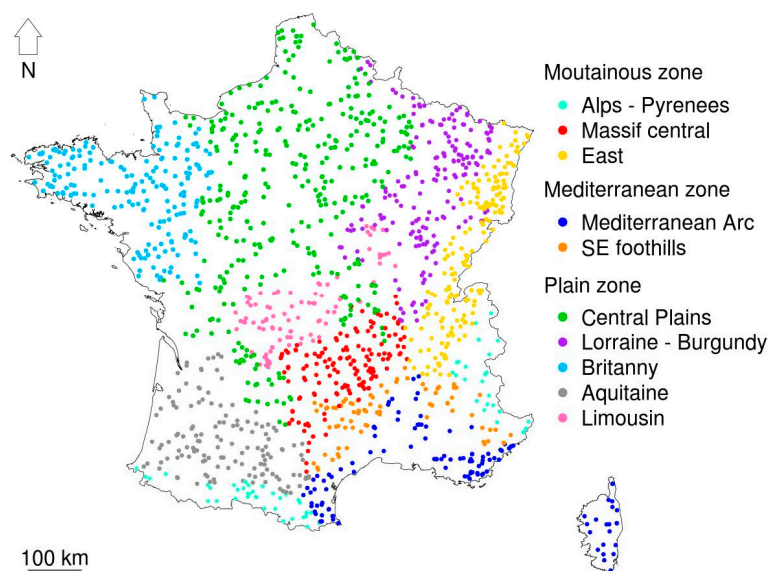 N
Moutainous zone
Alps - Pyrenees
Massif central
East
Mediterranean zone
Mediterranean Arc
SE foothills
Plain zone
Central Plains
Lorraine - Burgundy
Britanny
Aquitaine
Limousin
100 km